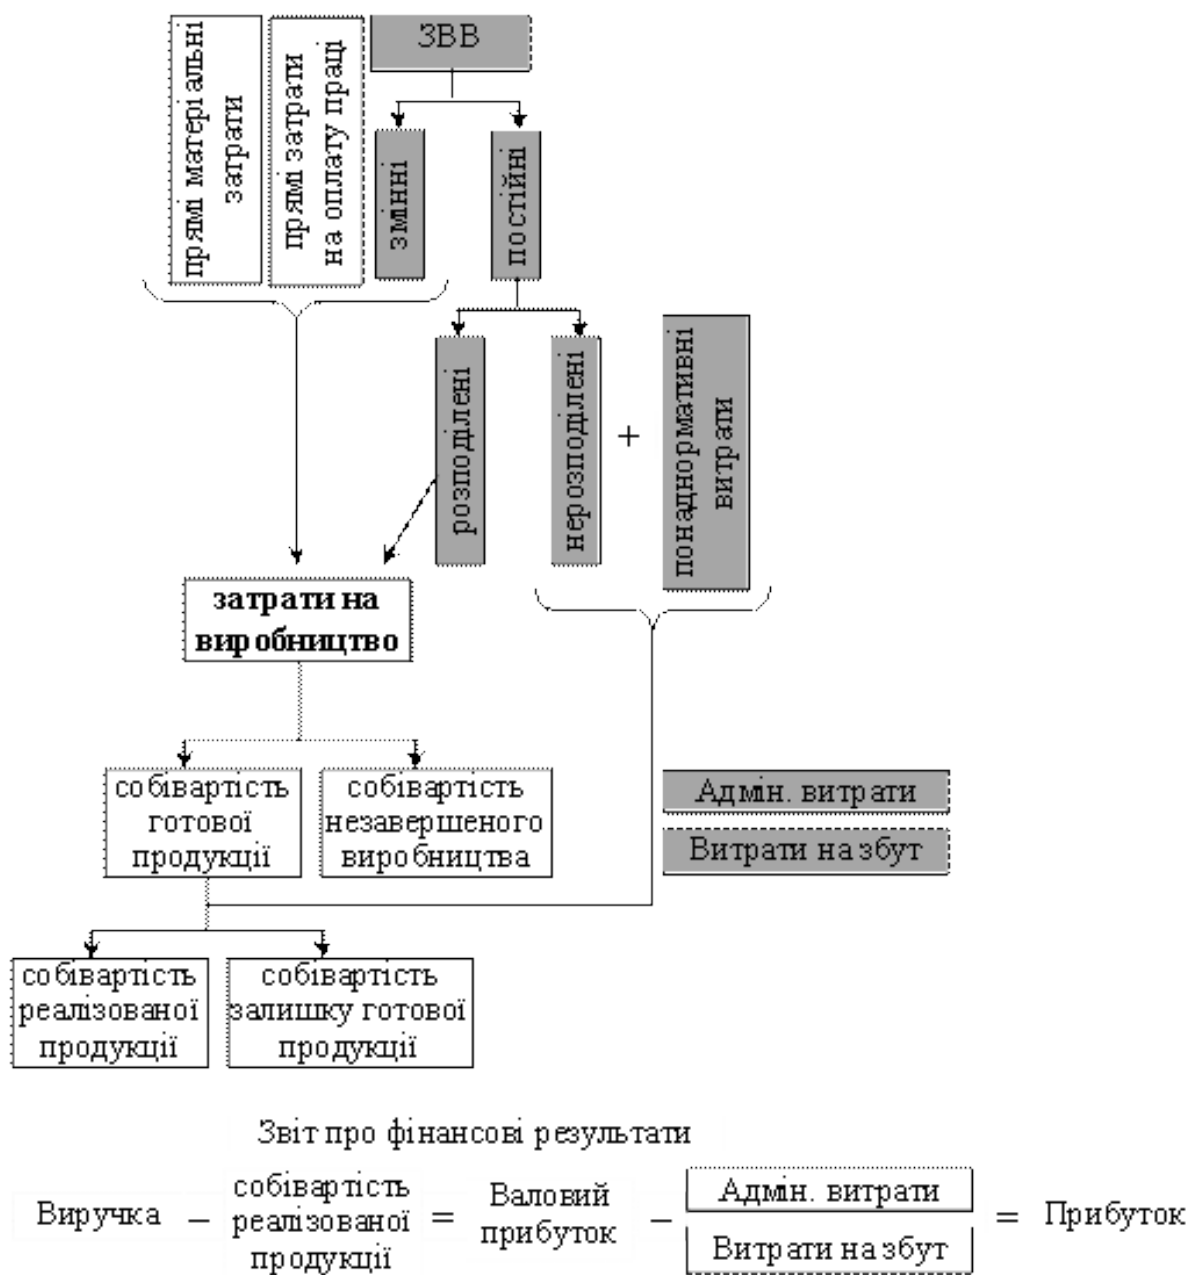 прямі матеріальні
затрати
прямі затрати
на оплату праці
ЗВВ
змінні
постійні
розподілені
нерозподілені
+
понаднормативні
витрати
затрати на
виробництво
собівартість
готової
продукції
собівартість
незавершеного
виробництва
Адмін. витрати
Витрати на збут
собівартість
реалізованої
продукції
собівартість
залишку готової
продукції
Звіт про фінансові результати
Виручка
–
собівартість
реалізованої
продукції
=
Валовий
прибуток
–
Адмін. витрати
Витрати на збут
=
Прибуток